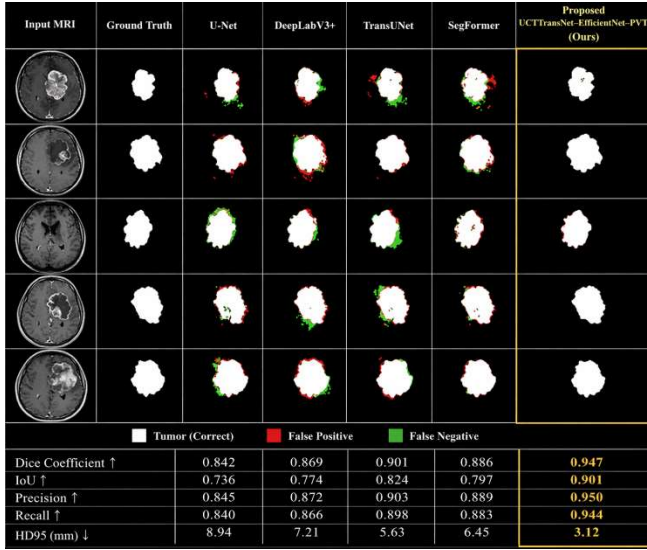 Input MRI Ground Truth U-Net DeepLabV3+ TransUNet SegFormer Proposed
UCTTransNet–EfficientNet–PVT
(Ours)
Tumor (Correct) False Positive False Negative
Dice Coefficient ↑ 0.842 0.869 0.901 0.886 0.947
IoU ↑ 0.736 0.774 0.824 0.797 0.901
Precision ↑ 0.845 0.872 0.903 0.889 0.950
Recall ↑ 0.840 0.866 0.898 0.883 0.944
HD95 (mm) ↓ 8.94 7.21 5.63 6.45 3.12